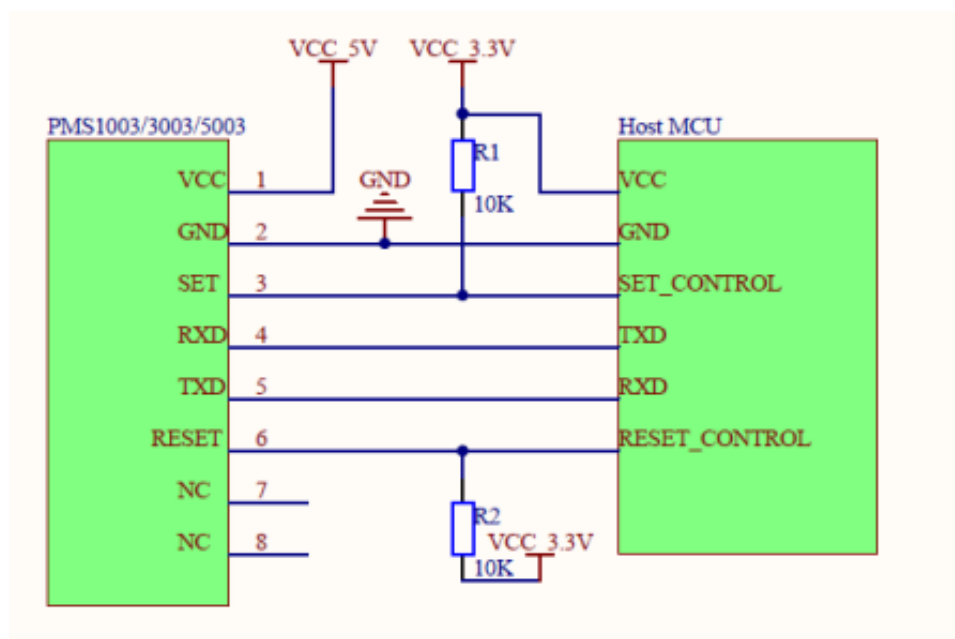 VCC_5V VCC_3.3V
PMS1003/3003/5003 Host MCU
R1
VCC 1 GND VCC
10K
GND 2 GND
SET 3 SET_CONTROL
RXD 4 TXD
TXD 5 RXD
RESET 6 RESET_CONTROL
NC 7
R2
NC 8 VCC_3.3V
10K